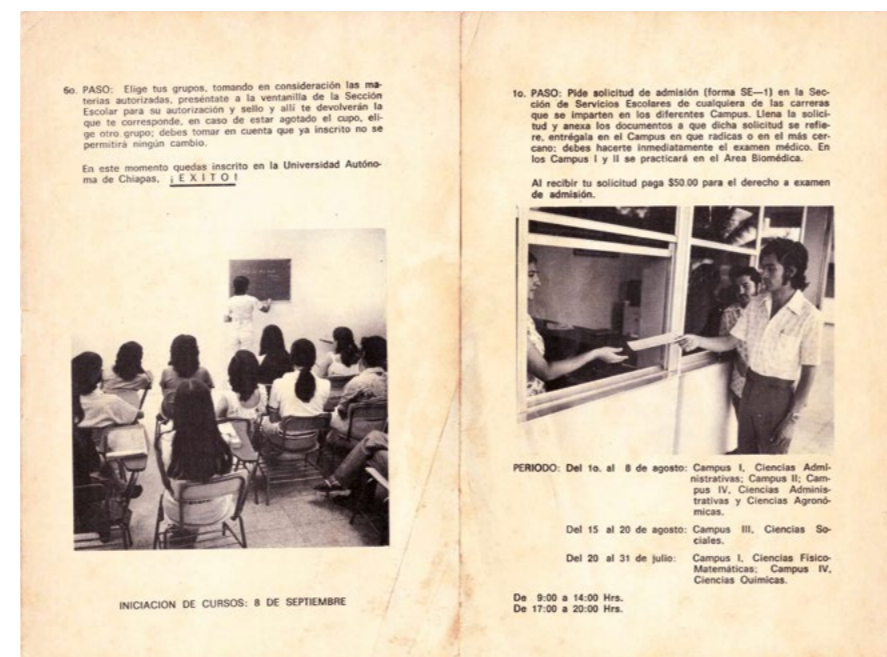 6o. PASO: Elige tus grupos, tomando en consideración las ma-
terias autorizadas, preséntate a la ventanilla de la Sección
Escolar para su autorización y sello y allí te devolverán la
que te corresponde, en caso de estar agotado el cupo, eli-
ge otro grupo; debes tomar en cuenta que ya inscrito no se
permitirá ningún cambio.
En este momento quedas inscrito en la Universidad Autóno-
ma de Chiapas. ¡EXITO!
INICIACION DE CURSOS: 8 DE SEPTIEMBRE
1o. PASO: Pide solicitud de admisión (forma SE—1) en la Sec-
ción de Servicios Escolares de cualquiera de las carreras
que se imparten en los diferentes Campus. Llena la solici-
tud y anexa los documentos a que dicha solicitud se refie-
re, entrégala en el Campus en que radicas o en el más cer-
cano; debes hacerte inmediatamente el examen médico. En
los Campus I y II se practicará en el Area Biomédica.
Al recibir tu solicitud paga $50.00 para el derecho a examen
de admisión.
PERIODO: Del 1o. al 8 de agosto: Campus I, Ciencias Admi-
nistrativas; Campus II; Cam-
pus IV, Ciencias Adminis-
trativas y Ciencias Agronó-
micas.
Del 15 al 20 de agosto: Campus III, Ciencias So-
ciales.
Del 20 al 31 de julio: Campus I, Ciencias Físico-
Matemáticas; Campus IV,
Ciencias Químicas.
De 9:00 a 14:00 Hrs.
De 17:00 a 20:00 Hrs.